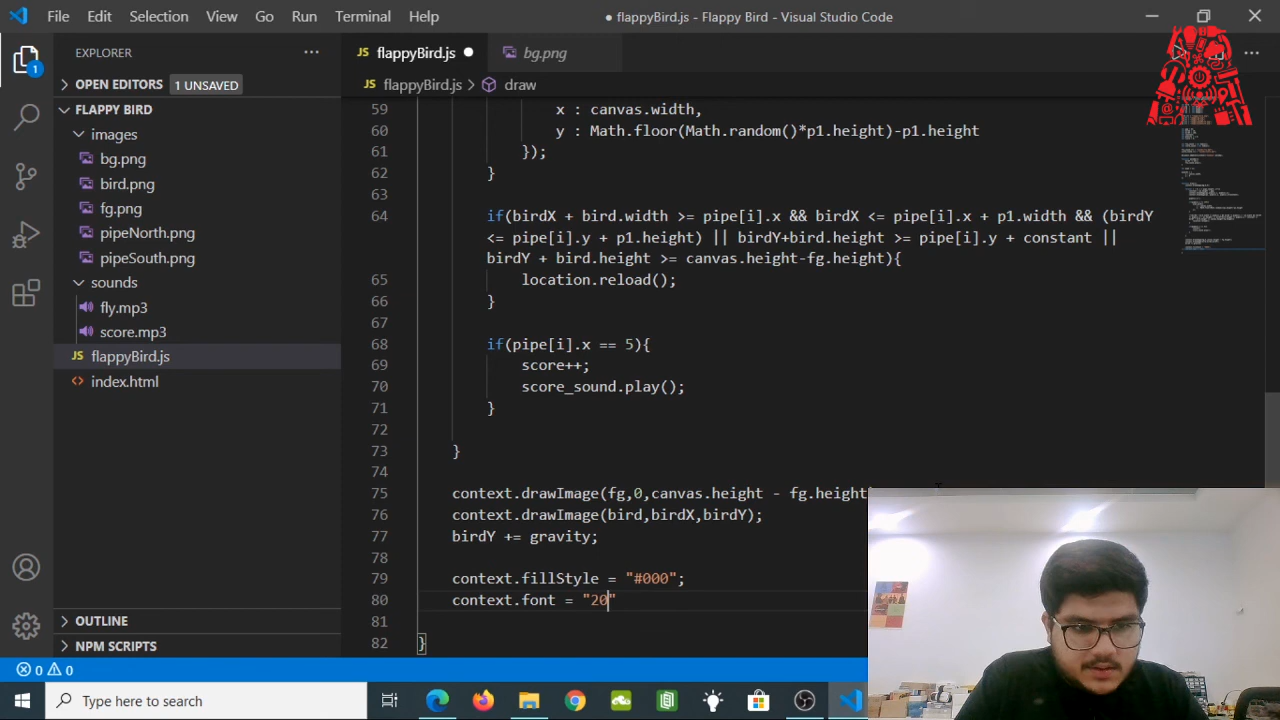 File Edit Selection View Go Run Terminal Help
● flappyBird.js - Flappy Bird - Visual Studio Code
EXPLORER
flappyBird.js
bg.png
OPEN EDITORS 1 UNSAVED
flappyBird.js > draw
FLAPPY BIRD
images
bg.png
bird.png
fg.png
pipeNorth.png
pipeSouth.png
sounds
fly.mp3
score.mp3
JS flappyBird.js
<> index.html
OUTLINE
NPM SCRIPTS
1
59 x : canvas.width,
60 y : Math.floor(Math.random()*p1.height)-p1.height
61 });
62 }
63
64 if(birdX + bird.width >= pipe[i].x && birdX <= pipe[i].x + p1.width && (birdY
<= pipe[i].y + p1.height) || birdY+bird.height >= pipe[i].y + constant ||
birdY + bird.height >= canvas.height-fg.height){
65 location.reload();
66 }
67
68 if(pipe[i].x == 5){
69 score++;
70 score_sound.play();
71 }
72
73 }
74
75 context.drawImage(fg,0,canvas.height - fg.height)
76 context.drawImage(bird,birdX,birdY);
77 birdY += gravity;
78
79 context.fillStyle = "#000";
80 context.font = "20"
81
82 }
0 0
Type here to search